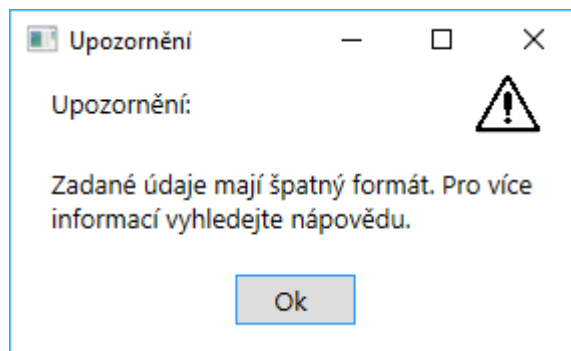 Upozornění
Upozornění:
Zadané údaje mají špatný formát. Pro více
informací vyhledejte nápovědu.
Ok